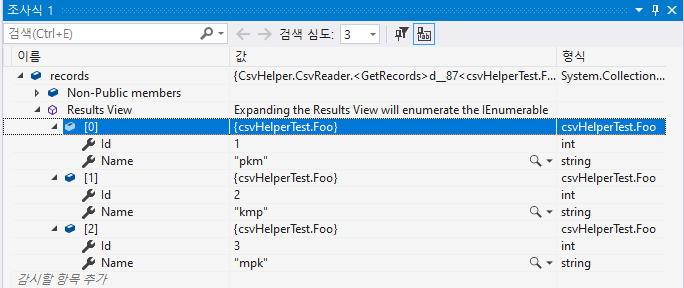 조사식 1
검색(Ctrl+E) 검색 심도: 3
이름 값 형식
records {CsvHelper.CsvReader.<GetRecords>d__87<csvHelperTest.F... System.Collection...
Non-Public members
Results View Expanding the Results View will enumerate the IEnumerable
[0] {csvHelperTest.Foo} csvHelperTest.Foo
Id 1 int
Name "pkm" string
[1] {csvHelperTest.Foo} csvHelperTest.Foo
Id 2 int
Name "kmp" string
[2] {csvHelperTest.Foo} csvHelperTest.Foo
Id 3 int
Name "mpk" string
감시할 항목 추가